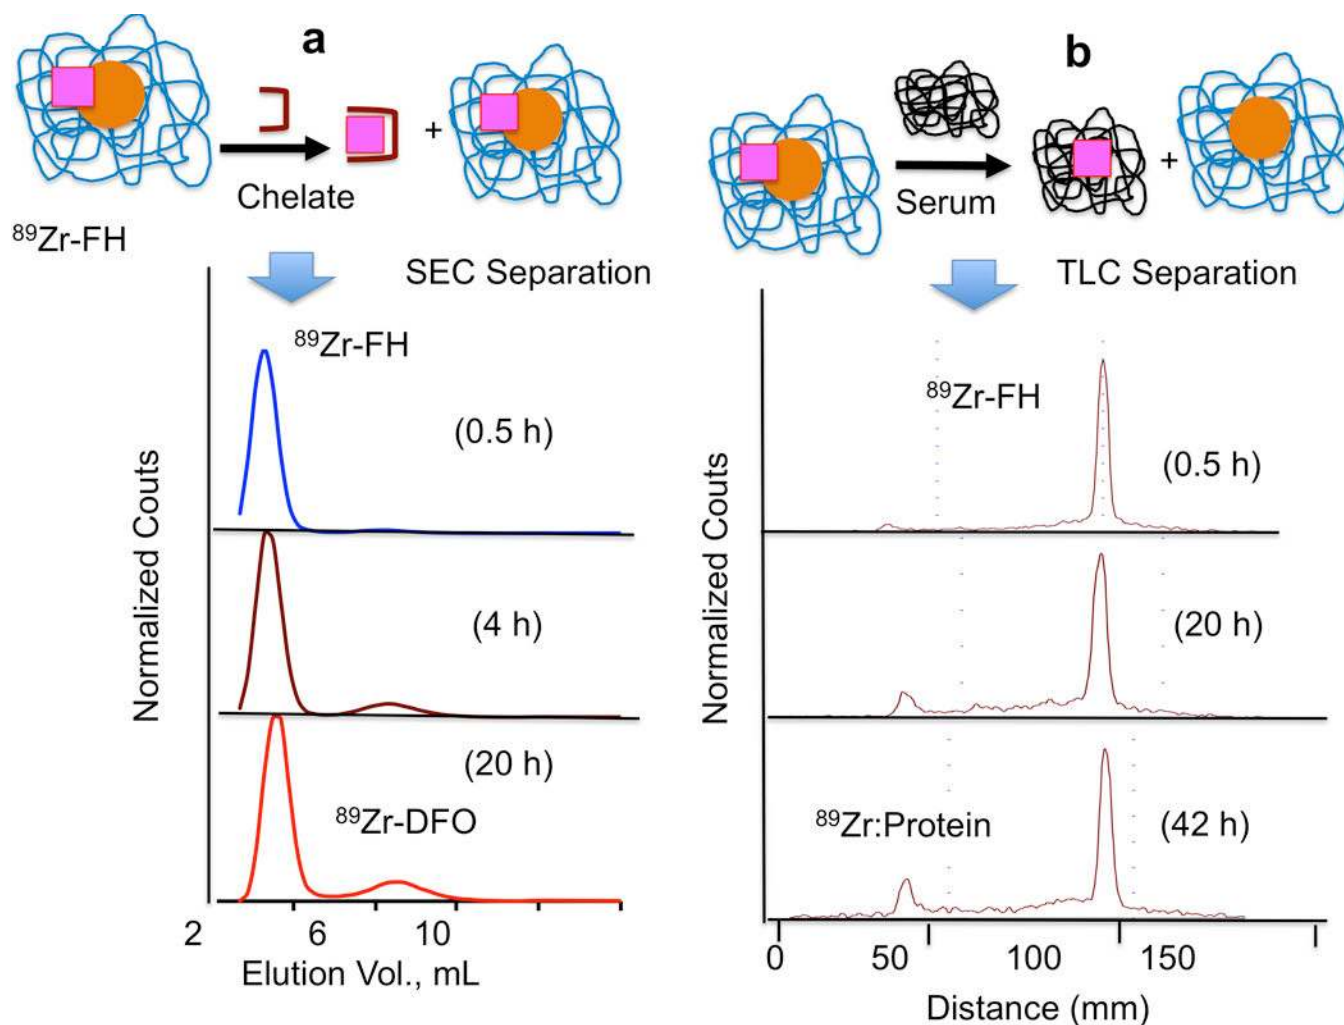 a
Chelate
⁸⁹Zr-FH
SEC Separation
⁸⁹Zr-FH
(0.5 h)
(4 h)
(20 h)
⁸⁹Zr-DFO
Normalized Couts
2 6 10
Elution Vol., mL
b
Serum
TLC Separation
⁸⁹Zr-FH
(0.5 h)
(20 h)
⁸⁹Zr:Protein
(42 h)
Normalized Couts
0 50 100 150
Distance (mm)